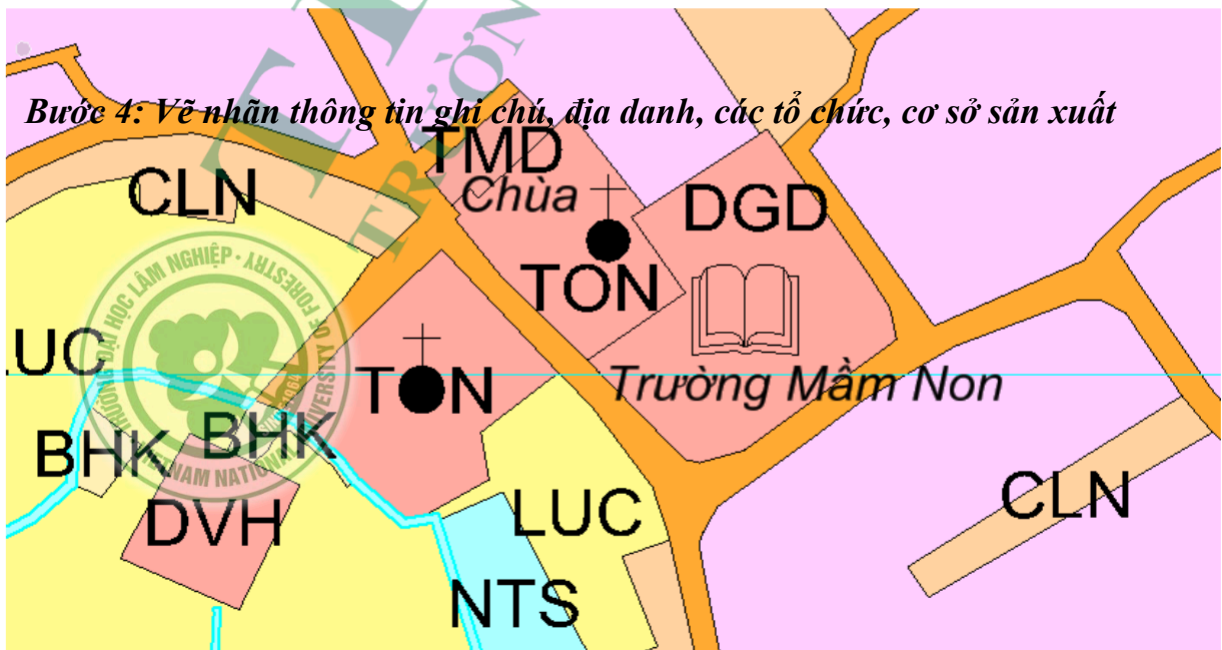 TRƯỜN
Bước 4: Vẽ nhãn thông tin ghi chú, địa danh, các tổ chức, cơ sở sản xuất
TMD
CLN
Chùa
DGD
TON
LUC
TON
Trường Mầm Non
BHK
BHK
CLN
DVH
LUC
NTS